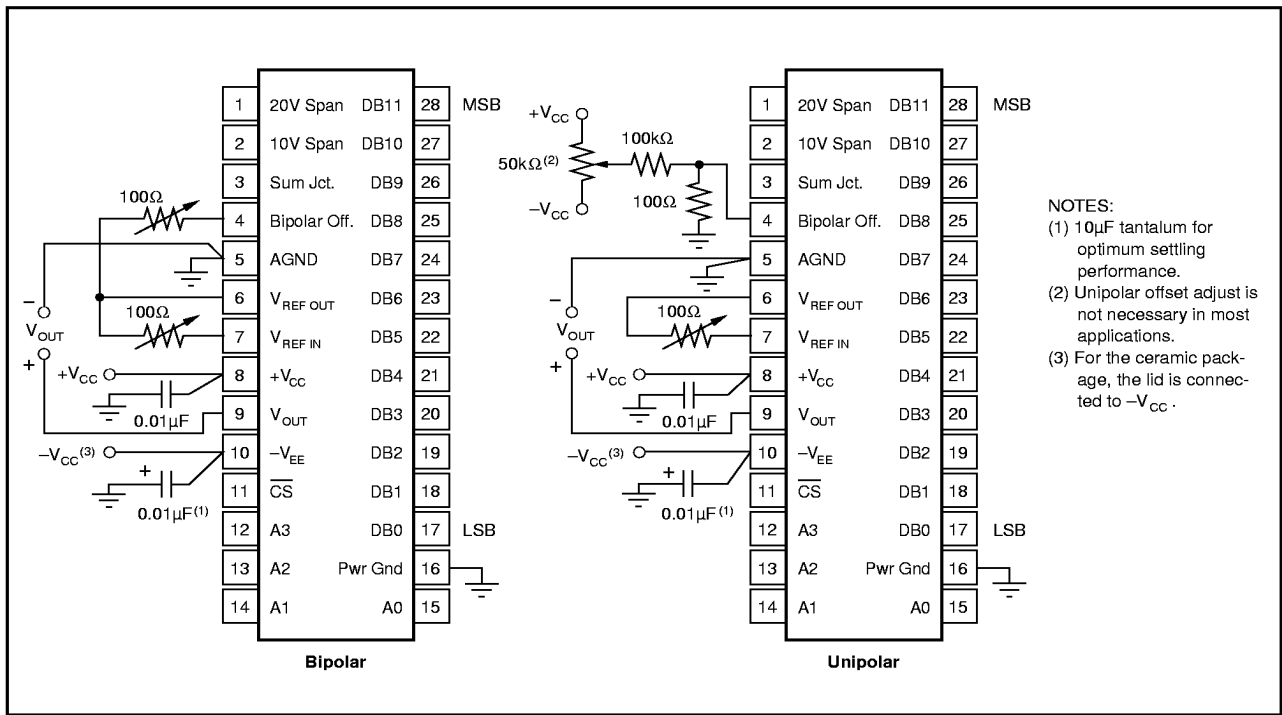 1 20V Span DB11 28 MSB
2 10V Span DB10 27
3 Sum Jct. DB9 26
100Ω
4 Bipolar Off. DB8 25
5 AGND DB7 24
6 V_REF OUT DB6 23
–
V_OUT
+
100Ω
7 V_REF IN DB5 22
+V_CC
8 +V_CC DB4 21
0.01µF
9 V_OUT DB3 20
–V_CC(3)
10 –V_EE DB2 19
+
0.01µF(1)
11 C̅S̅ DB1 18
12 A3 DB0 17 LSB
13 A2 Pwr Gnd 16
14 A1 A0 15
Bipolar
1 20V Span DB11 28 MSB
+V_CC
2 10V Span DB10 27
100kΩ
50kΩ(2)
3 Sum Jct. DB9 26
100Ω
–V_CC
4 Bipolar Off. DB8 25
5 AGND DB7 24
6 V_REF OUT DB6 23
–
V_OUT
+
100Ω
7 V_REF IN DB5 22
+V_CC
8 +V_CC DB4 21
0.01µF
9 V_OUT DB3 20
–V_CC(3)
10 –V_EE DB2 19
+
0.01µF(1)
11 C̅S̅ DB1 18
12 A3 DB0 17 LSB
13 A2 Pwr Gnd 16
14 A1 A0 15
Unipolar
NOTES:
(1) 10µF tantalum for
optimum settling
performance.
(2) Unipolar offset adjust is
not necessary in most
applications.
(3) For the ceramic pack-
age, the lid is connec-
ted to –V_CC .